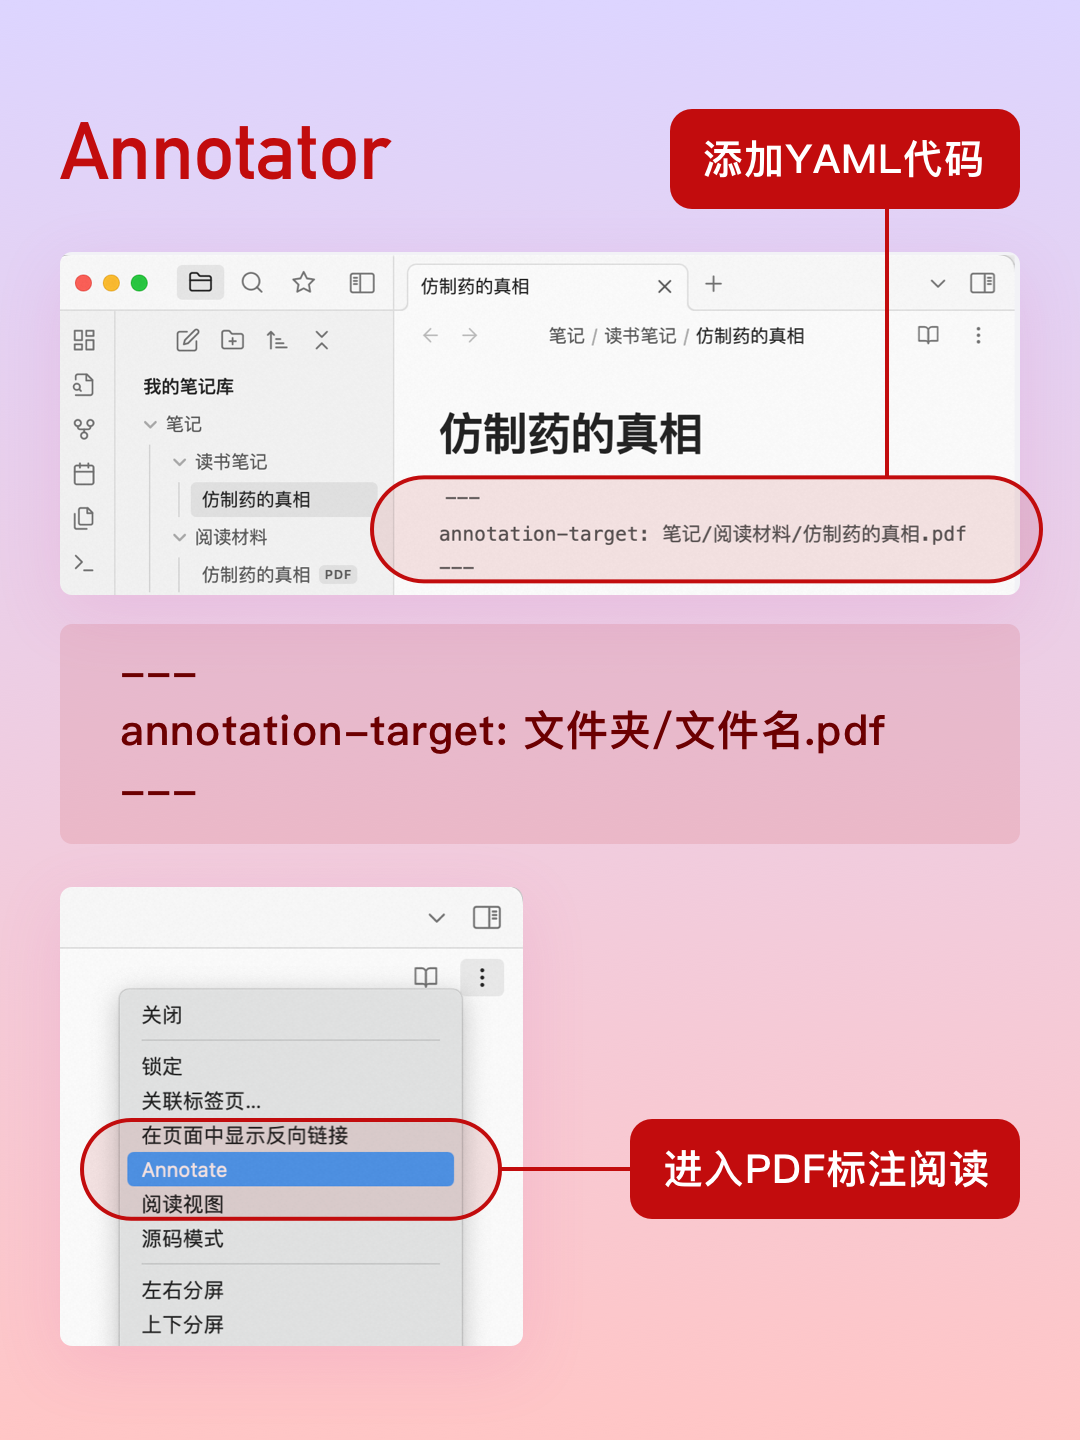 Annotator
添加YAML代码
仿制药的真相
笔记 / 读书笔记 / 仿制药的真相
我的笔记库
笔记
读书笔记
仿制药的真相
阅读材料
仿制药的真相 PDF
仿制药的真相
---
annotation-target: 笔记/阅读材料/仿制药的真相.pdf
---
---
annotation-target: 文件夹/文件名.pdf
---
关闭
锁定
关联标签页...
在页面中显示反向链接
Annotate
阅读视图
源码模式
左右分屏
上下分屏
进入PDF标注阅读